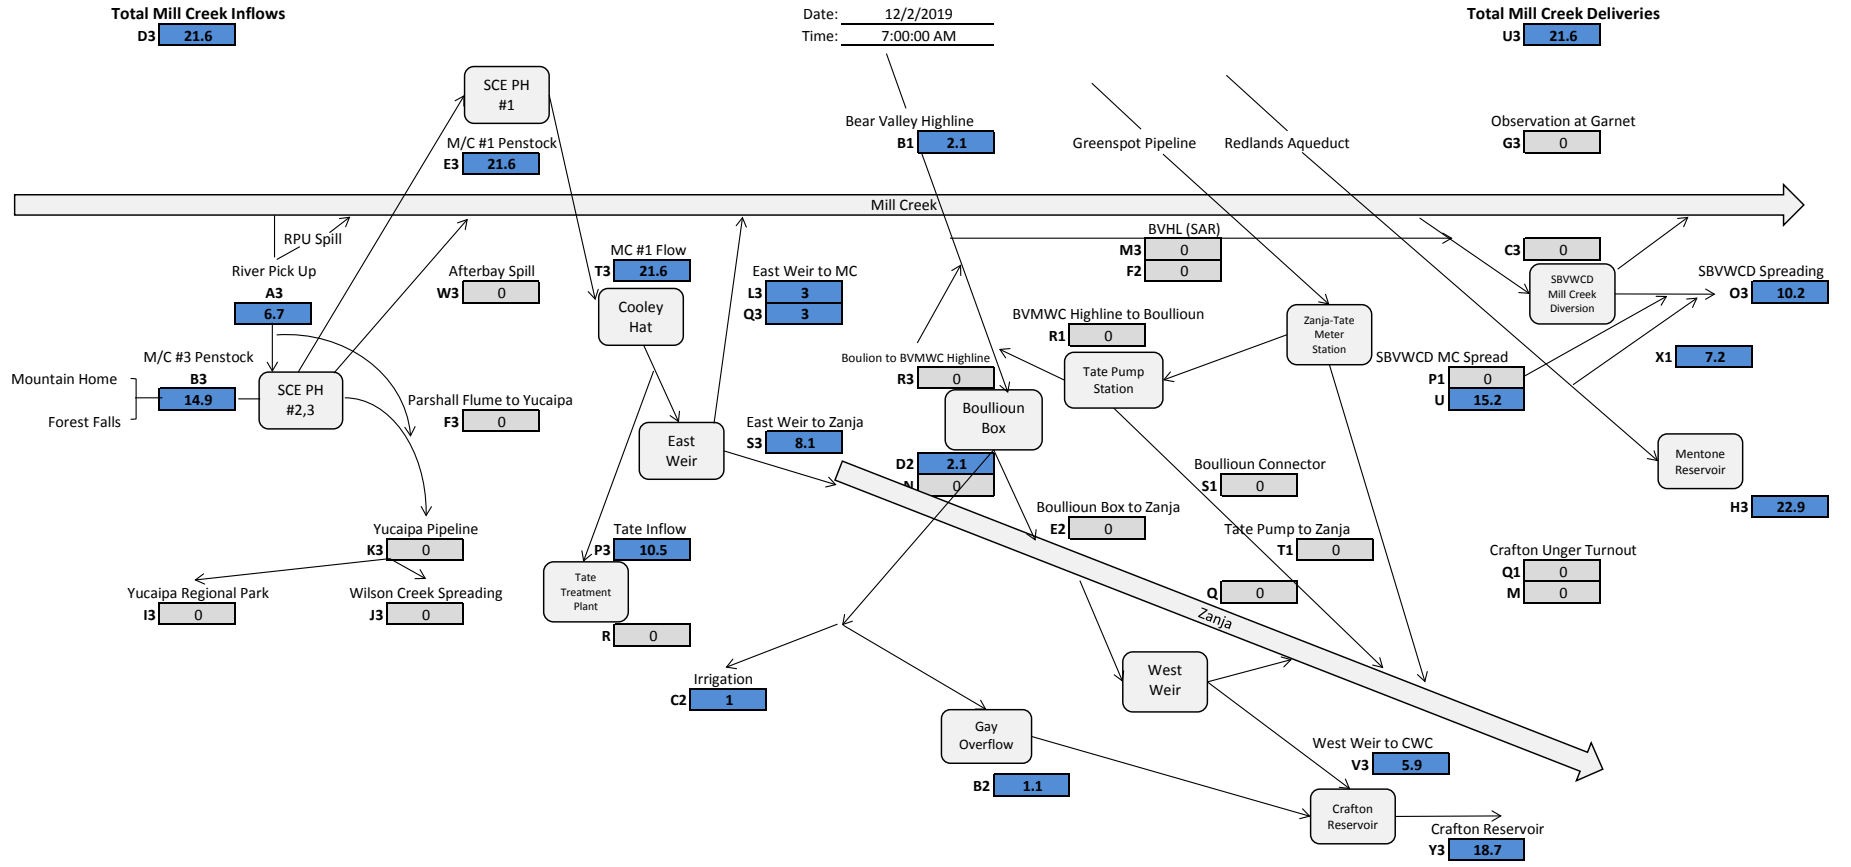 Total Mill Creek Inflows
D3 21.6
Date: 12/2/2019
Time: 7:00:00 AM
Total Mill Creek Deliveries
U3 21.6
SCE PH
#1
M/C #1 Penstock
E3 21.6
Bear Valley Highline
B1 2.1
Greenspot Pipeline
Redlands Aqueduct
Observation at Garnet
G3 0
Mill Creek
RPU Spill
River Pick Up
A3
6.7
Afterbay Spill
W3 0
MC #1 Flow
T3 21.6
Cooley
Hat
East Weir to MC
L3 3
Q3 3
BVHL (SAR)
M3 0
F2 0
C3 0
SBVWCD
Mill Creek
Diversion
SBVWCD Spreading
O3 10.2
BVMWC Highline to Boullioun
R1 0
Zanja-Tate
Meter
Station
M/C #3 Penstock
B3
14.9
Mountain Home
Forest Falls
SCE PH
#2,3
Parshall Flume to Yucaipa
F3 0
Boulion to BVMWC Highline
R3 0
Tate Pump
Station
SBVWCD MC Spread
P1 0
U 15.2
X1 7.2
Boullioun
Box
East
Weir
East Weir to Zanja
S3 8.1
D2 2.1
N 0
Boullioun Connector
S1 0
Mentone
Reservoir
H3 22.9
Boullioun Box to Zanja
E2 0
Yucaipa Pipeline
K3 0
Tate Inflow
P3 10.5
Tate Pump to Zanja
T1 0
Crafton Unger Turnout
Q1 0
M 0
Yucaipa Regional Park
I3 0
Wilson Creek Spreading
J3 0
Tate
Treatment
Plant
R 0
Q 0
Zanja
Irrigation
C2 1
West
Weir
Gay
Overflow
B2 1.1
West Weir to CWC
V3 5.9
Crafton
Reservoir
Crafton Reservoir
Y3 18.7